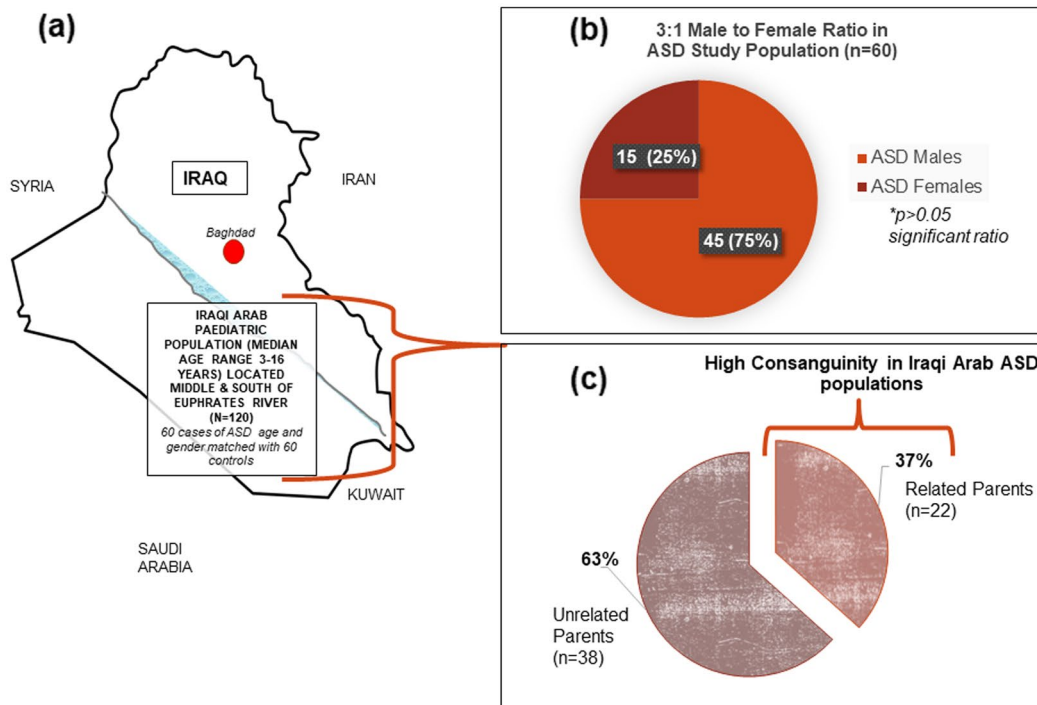 (a)
SYRIA
IRAQ
IRAN
Baghdad
IRAQI ARAB
PAEDIATRIC
POPULATION (MEDIAN
AGE RANGE 3-16
YEARS) LOCATED
MIDDLE & SOUTH OF
EUPHRATES RIVER
(N=120)
60 cases of ASD age and
gender matched with 60
controls
KUWAIT
SAUDI
ARABIA
(b)
3:1 Male to Female Ratio in
ASD Study Population (n=60)
15 (25%)
45 (75%)
ASD Males
ASD Females
*p>0.05
significant ratio
(c)
High Consanguinity in Iraqi Arab ASD
populations
37%
Related Parents
(n=22)
63%
Unrelated
Parents
(n=38)